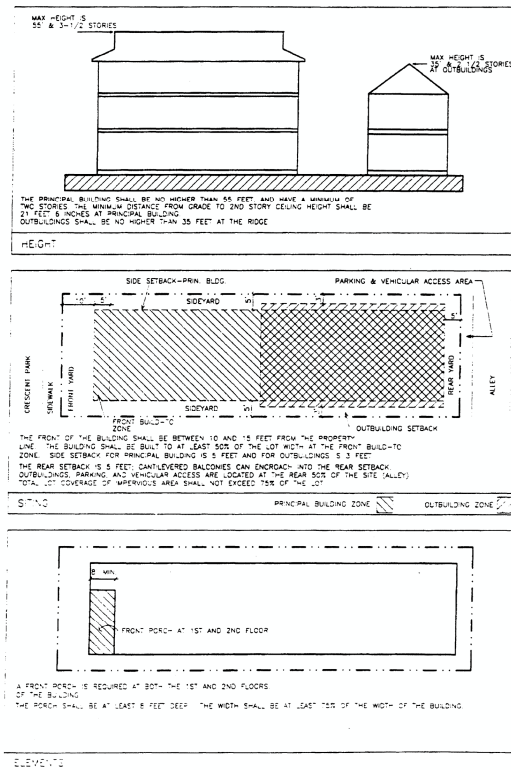 MAX HEIGHT IS
55' & 3-1/2 STORIES
MAX HEIGHT IS
35' & 2 1/2 STORIES
AT OUTBUILDINGS
THE PRINCIPAL BUILDING SHALL BE NO HIGHER THAN 55 FEET, AND HAVE A MINIMUM OF
TWO STORIES THE MINIMUM DISTANCE FROM GRADE TO 2ND STORY CEILING HEIGHT SHALL BE
21 FEET 6 INCHES AT PRINCIPAL BUILDING
OUTBUILDINGS SHALL BE NO HIGHER THAN 35 FEET AT THE RIDGE
HEIGHT
SIDE SETBACK-PRIN. BLDG.
PARKING & VEHICULAR ACCESS AREA
10' 5'
SIDEYARD
5'
3'
5'
CRESCENT PARK
SIDEWALK
FRONT YARD
REAR YARD
ALLEY
SIDEYARD
FRONT BUILD-TO
ZONE
OUTBUILDING SETBACK
THE FRONT OF THE BUILDING SHALL BE BETWEEN 10 AND 15 FEET FROM THE PROPERTY
LINE THE BUILDING SHALL BE BUILT TO AT LEAST 50% OF THE LOT WIDTH AT THE FRONT BUILD-TO
ZONE. SIDE SETBACK FOR PRINCIPAL BUILDING IS 5 FEET AND FOR OUTBUILDINGS IS 3 FEET
THE REAR SETBACK IS 5 FEET; CANTILEVERED BALCONIES CAN ENCROACH INTO THE REAR SETBACK.
OUTBUILDINGS, PARKING, AND VEHICULAR ACCESS ARE LOCATED AT THE REAR 50% OF THE SITE (ALLEY)
TOTAL LOT COVERAGE OF IMPERVIOUS AREA SHALL NOT EXCEED 75% OF THE LOT
SITING
PRINCIPAL BUILDING ZONE
OUTBUILDING ZONE
8' MIN.
FRONT PORCH AT 1ST AND 2ND FLOOR
A FRONT PORCH IS REQUIRED AT BOTH THE 1ST AND 2ND FLOORS
OF THE BUILDING
THE PORCH SHALL BE AT LEAST 8 FEET DEEP THE WIDTH SHALL BE AT LEAST 75% OF THE WIDTH OF THE BUILDING
ELEMENTS